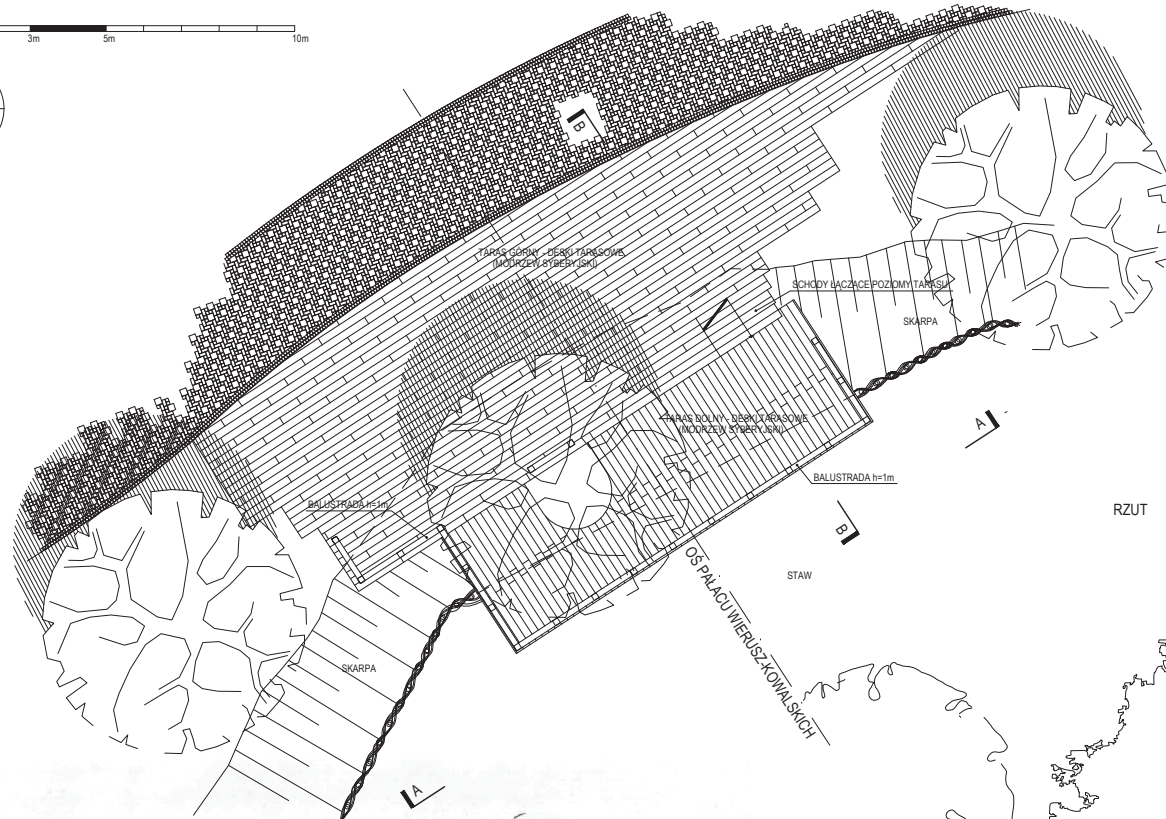 3m 5m 10m
B
TARAS GÓRNY - DESKI TARASOWE
(MODRZEW SYBERYJSKI)
SCHODY ŁĄCZĄCE POZIOMY TARASU
SKARPA
TARAS DOLNY - DESKI TARASOWE
(MODRZEW SYBERYJSKI)
A
BALUSTRADA h=1m
BALUSTRADA h=1m
RZUT
B
STAW
OŚ PAŁACU WIERUSZ-KOWALSKICH
SKARPA
A